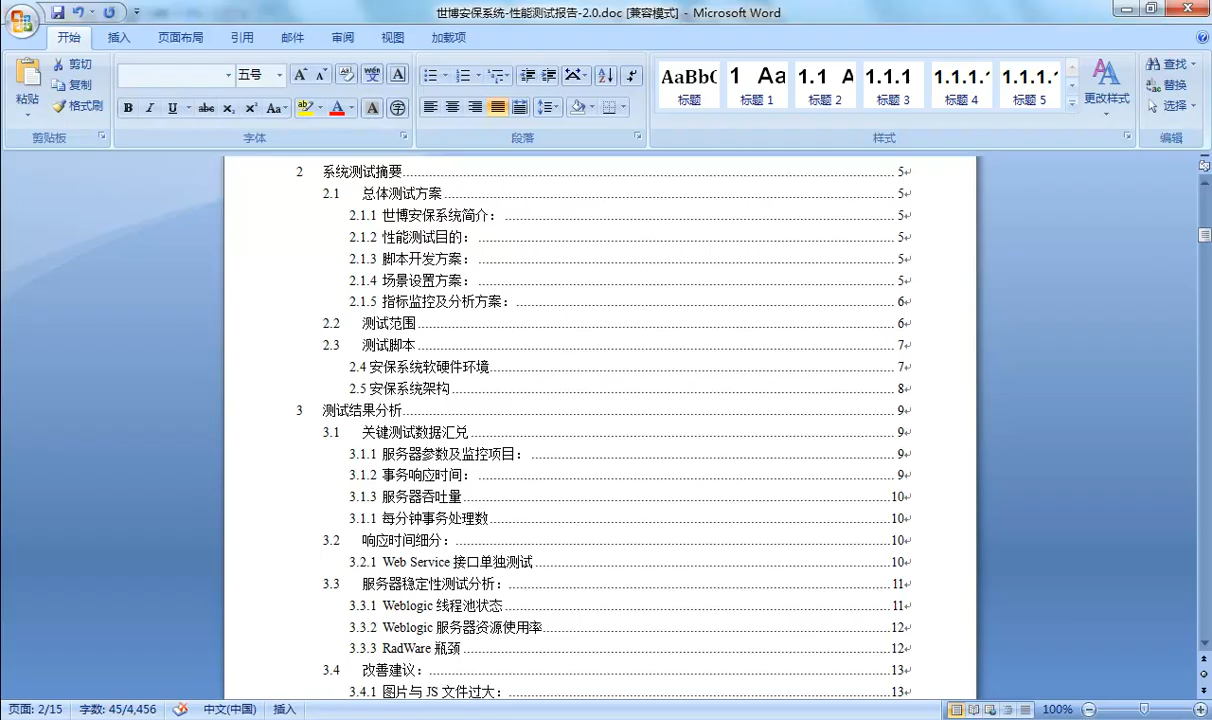 世博安保系统-性能测试报告-2.0.doc [兼容模式] - Microsoft Word
开始 插入 页面布局 引用 邮件 审阅 视图 加载项
粘贴 剪切 复制 格式刷 剪贴板
五号
字体
段落
AaBbC 标题
1 Aa 标题 1
1.1 A 标题 2
1.1.1 标题 3
1.1.1. 标题 4
1.1.1. 标题 5
更改样式
样式
查找 替换 选择 编辑
2 系统测试摘要 5
2.1 总体测试方案 5
2.1.1 世博安保系统简介： 5
2.1.2 性能测试目的： 5
2.1.3 脚本开发方案： 5
2.1.4 场景设置方案： 5
2.1.5 指标监控及分析方案： 6
2.2 测试范围 6
2.3 测试脚本 7
2.4 安保系统软硬件环境 7
2.5 安保系统架构 8
3 测试结果分析 9
3.1 关键测试数据汇兑 9
3.1.1 服务器参数及监控项目： 9
3.1.2 事务响应时间： 9
3.1.3 服务器吞吐量 10
3.1.1 每分钟事务处理数 10
3.2 响应时间细分： 10
3.2.1 Web Service 接口单独测试 10
3.3 服务器稳定性测试分析： 11
3.3.1 Weblogic 线程池状态 11
3.3.2 Weblogic 服务器资源使用率 12
3.3.3 RadWare 瓶颈 12
3.4 改善建议： 13
3.4.1 图片与 JS 文件过大： 13
页面: 2/15 字数: 45/4,456 中文(中国) 插入 100%